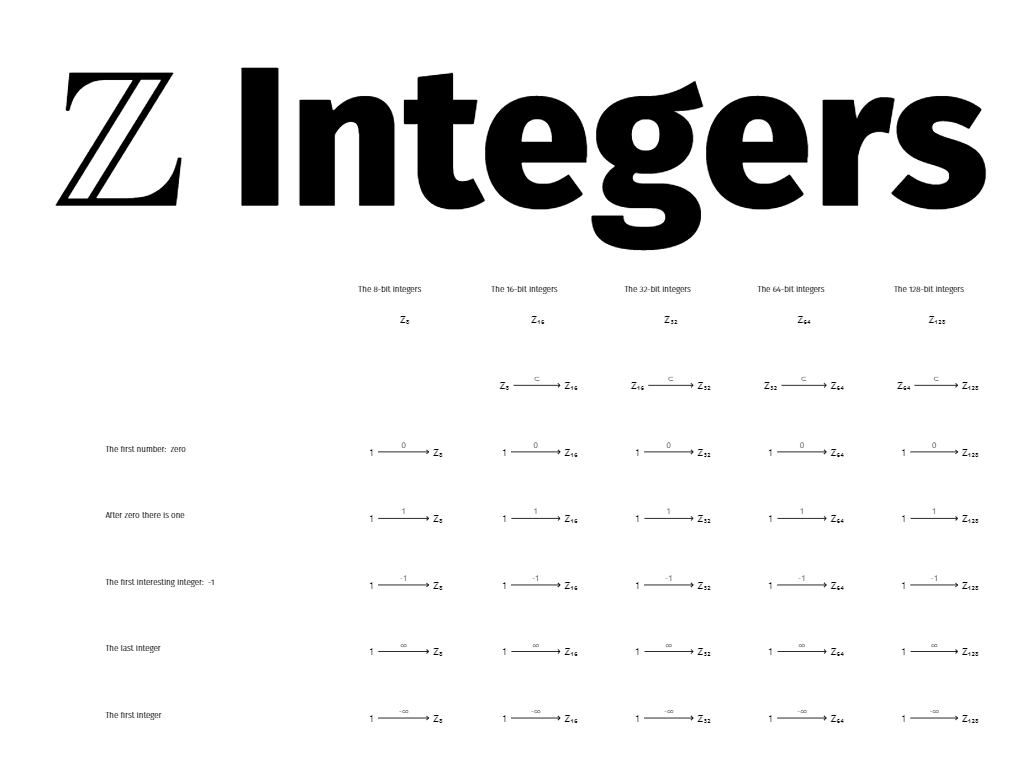 ℤ Integers
The 8-bit integers The 16-bit integers The 32-bit integers The 64-bit integers The 128-bit integers
Z₈ Z₁₆ Z₃₂ Z₆₄ Z₁₂₈
⊂ ⊂ ⊂ ⊂
Z₈ ⟶ Z₁₆ Z₁₆ ⟶ Z₃₂ Z₃₂ ⟶ Z₆₄ Z₆₄ ⟶ Z₁₂₈
0 0 0 0 0
The first number: zero 1 ⟶ Z₈ 1 ⟶ Z₁₆ 1 ⟶ Z₃₂ 1 ⟶ Z₆₄ 1 ⟶ Z₁₂₈
1 1 1 1 1
After zero there is one 1 ⟶ Z₈ 1 ⟶ Z₁₆ 1 ⟶ Z₃₂ 1 ⟶ Z₆₄ 1 ⟶ Z₁₂₈
-1 -1 -1 -1 -1
The first interesting integer: -1 1 ⟶ Z₈ 1 ⟶ Z₁₆ 1 ⟶ Z₃₂ 1 ⟶ Z₆₄ 1 ⟶ Z₁₂₈
∞ ∞ ∞ ∞ ∞
The last integer 1 ⟶ Z₈ 1 ⟶ Z₁₆ 1 ⟶ Z₃₂ 1 ⟶ Z₆₄ 1 ⟶ Z₁₂₈
-∞ -∞ -∞ -∞ -∞
The first integer 1 ⟶ Z₈ 1 ⟶ Z₁₆ 1 ⟶ Z₃₂ 1 ⟶ Z₆₄ 1 ⟶ Z₁₂₈